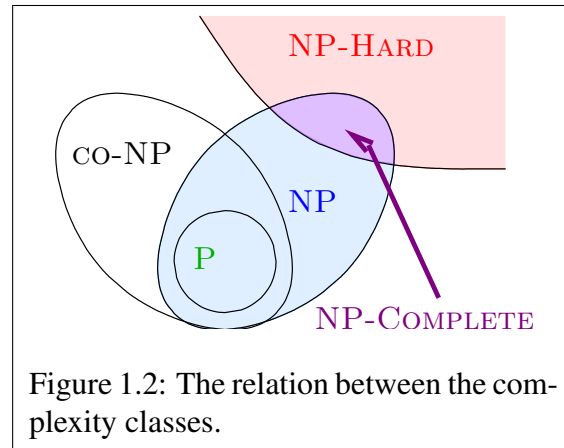 NP-HARD
CO-NP
NP
P
NP-COMPLETE
Figure 1.2: The relation between the com-
plexity classes.